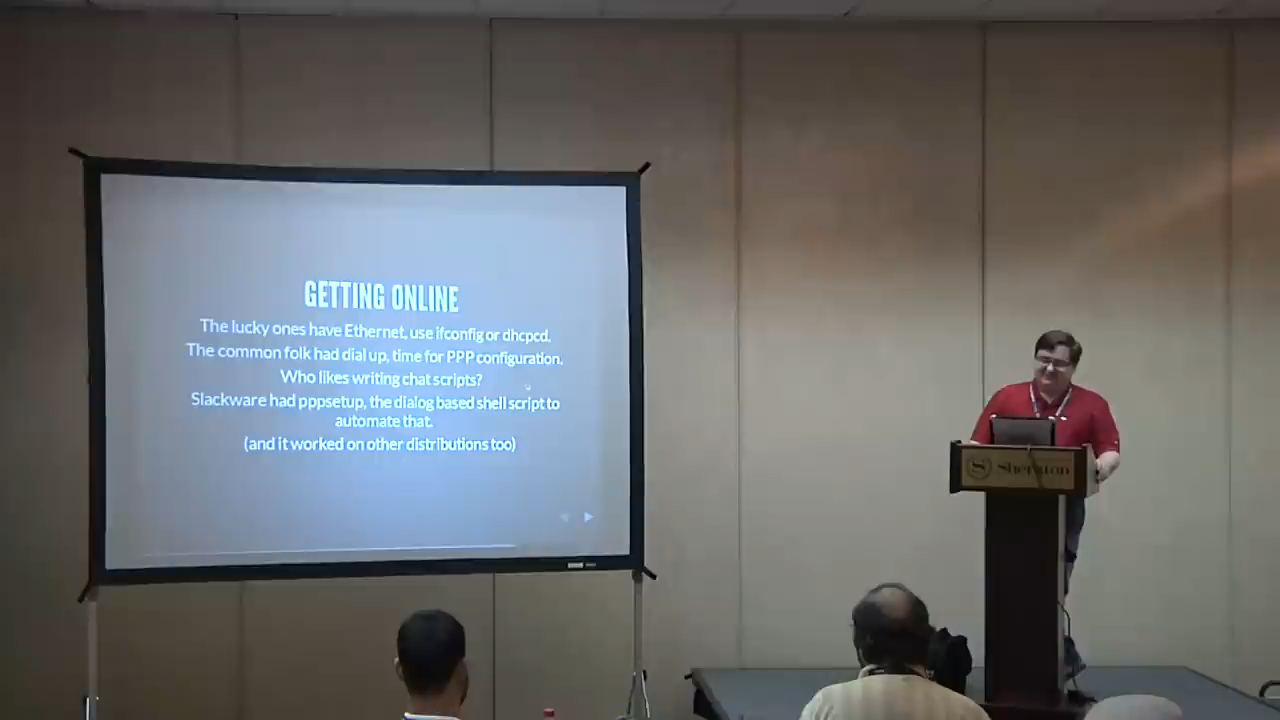 GETTING ONLINE
The lucky ones have Ethernet, use ifconfig or dhcpcd.
The common folk had dial up, time for PPP configuration.
Who likes writing chat scripts?
Slackware had pppsetup, the dialog based shell script to
automate that.
(and it worked on other distributions too)
S
Sheraton